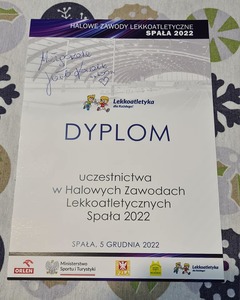 HALOWE ZAWODY LEKKOATLETYCZNE
SPAŁA 2022
Lekkoatletyka
dla Każdego!
DYPLOM
uczestnictwa
w Halowych Zawodach
Lekkoatletycznych
Spała 2022
SPAŁA, 5 GRUDNIA 2022
ORLEN
Ministerstwo
Sportu i Turystyki
Lekkoatletyka